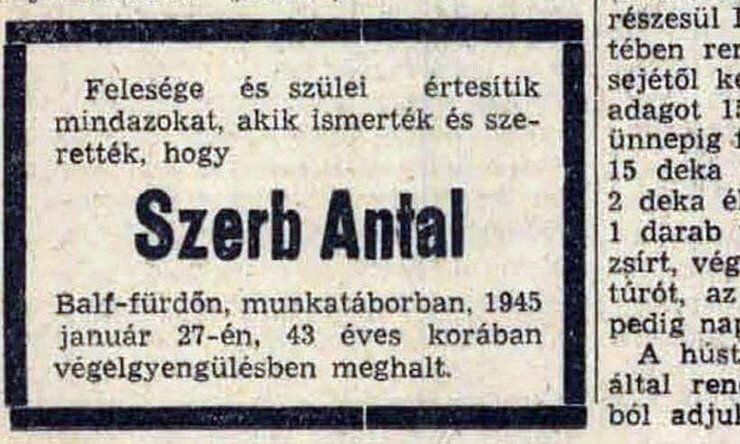 Felesége és szülei értesítik
mindazokat, akik ismerték és sze-
rették, hogy
Szerb Antal
Balf-fürdőn, munkatáborban, 1945
január 27-én, 43 éves korában
végelgyengülésben meghalt.
részesül
tében
sejétől
adagot
ünnepig
15 deka
2 deka
1 darab
zsírt,
túrót, az
pedig
A húst
által
ból